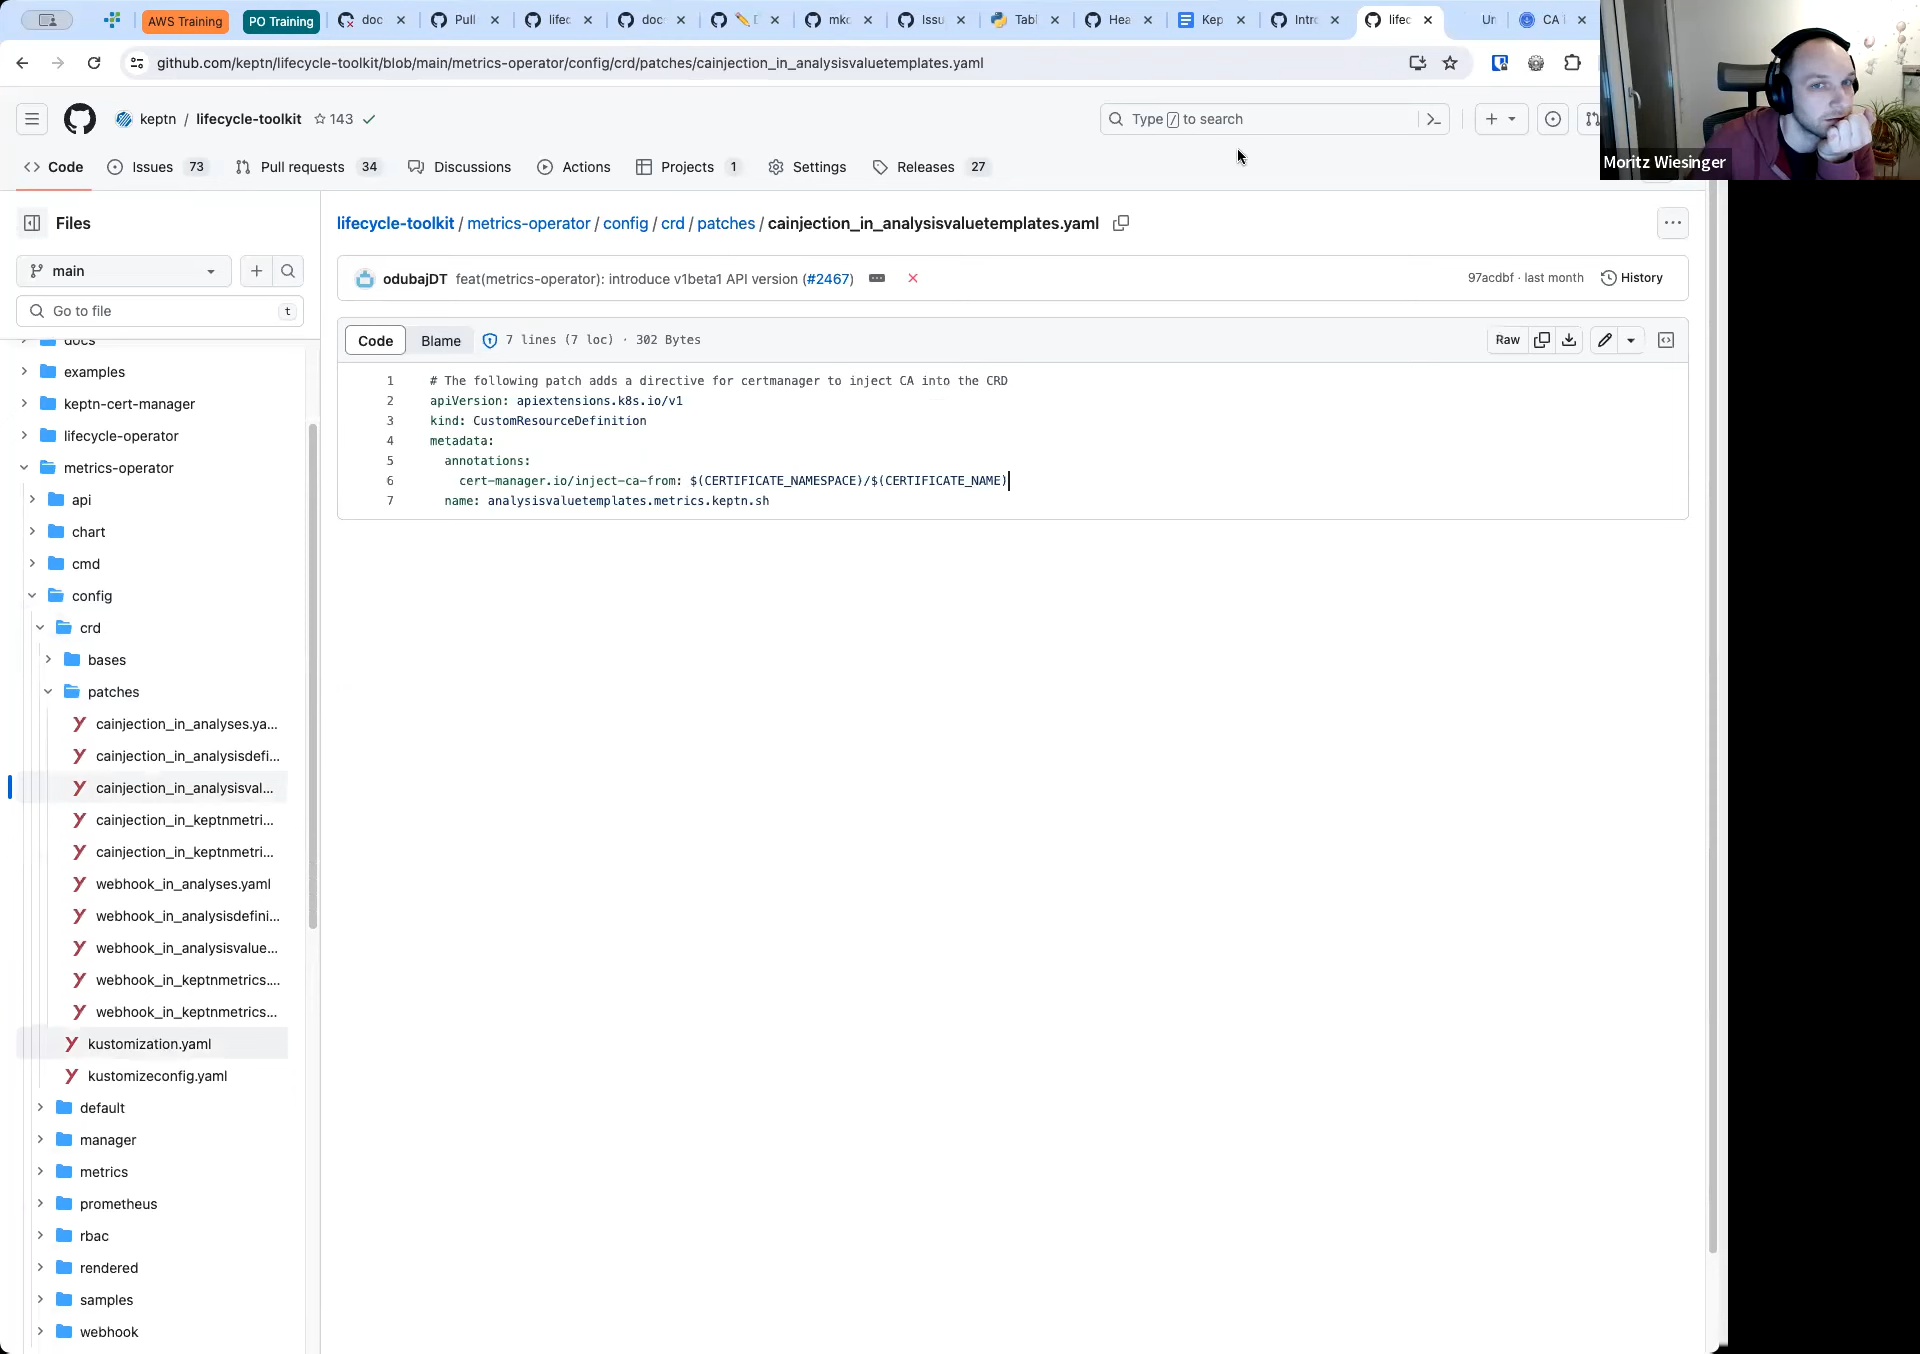 AWS Training
PO Training
doc
Pull
lifec
doc
mkd
Issu
Tabl
Hea
Kep
Intro
lifec
Un
CA i
github.com/keptn/lifecycle-toolkit/blob/main/metrics-operator/config/crd/patches/cainjection_in_analysisvaluetemplates.yaml
keptn / lifecycle-toolkit 143
Type / to search
Moritz Wiesinger
Code
Issues 73
Pull requests 34
Discussions
Actions
Projects 1
Settings
Releases 27
Files
main
Go to file t
docs
examples
keptn-cert-manager
lifecycle-operator
metrics-operator
api
chart
cmd
config
crd
bases
patches
cainjection_in_analyses.ya...
cainjection_in_analysisdefi...
cainjection_in_analysisval...
cainjection_in_keptnmetri...
cainjection_in_keptnmetri...
webhook_in_analyses.yaml
webhook_in_analysisdefini...
webhook_in_analysisvalue...
webhook_in_keptnmetrics....
webhook_in_keptnmetrics...
kustomization.yaml
kustomizeconfig.yaml
default
manager
metrics
prometheus
rbac
rendered
samples
webhook
lifecycle-toolkit / metrics-operator / config / crd / patches / cainjection_in_analysisvaluetemplates.yaml
odubajDT feat(metrics-operator): introduce v1beta1 API version (#2467)
97acdbf · last month History
Code Blame 7 lines (7 loc) · 302 Bytes
Raw
1 # The following patch adds a directive for certmanager to inject CA into the CRD
2 apiVersion: apiextensions.k8s.io/v1
3 kind: CustomResourceDefinition
4 metadata:
5 annotations:
6 cert-manager.io/inject-ca-from: $(CERTIFICATE_NAMESPACE)/$(CERTIFICATE_NAME)
7 name: analysisvaluetemplates.metrics.keptn.sh